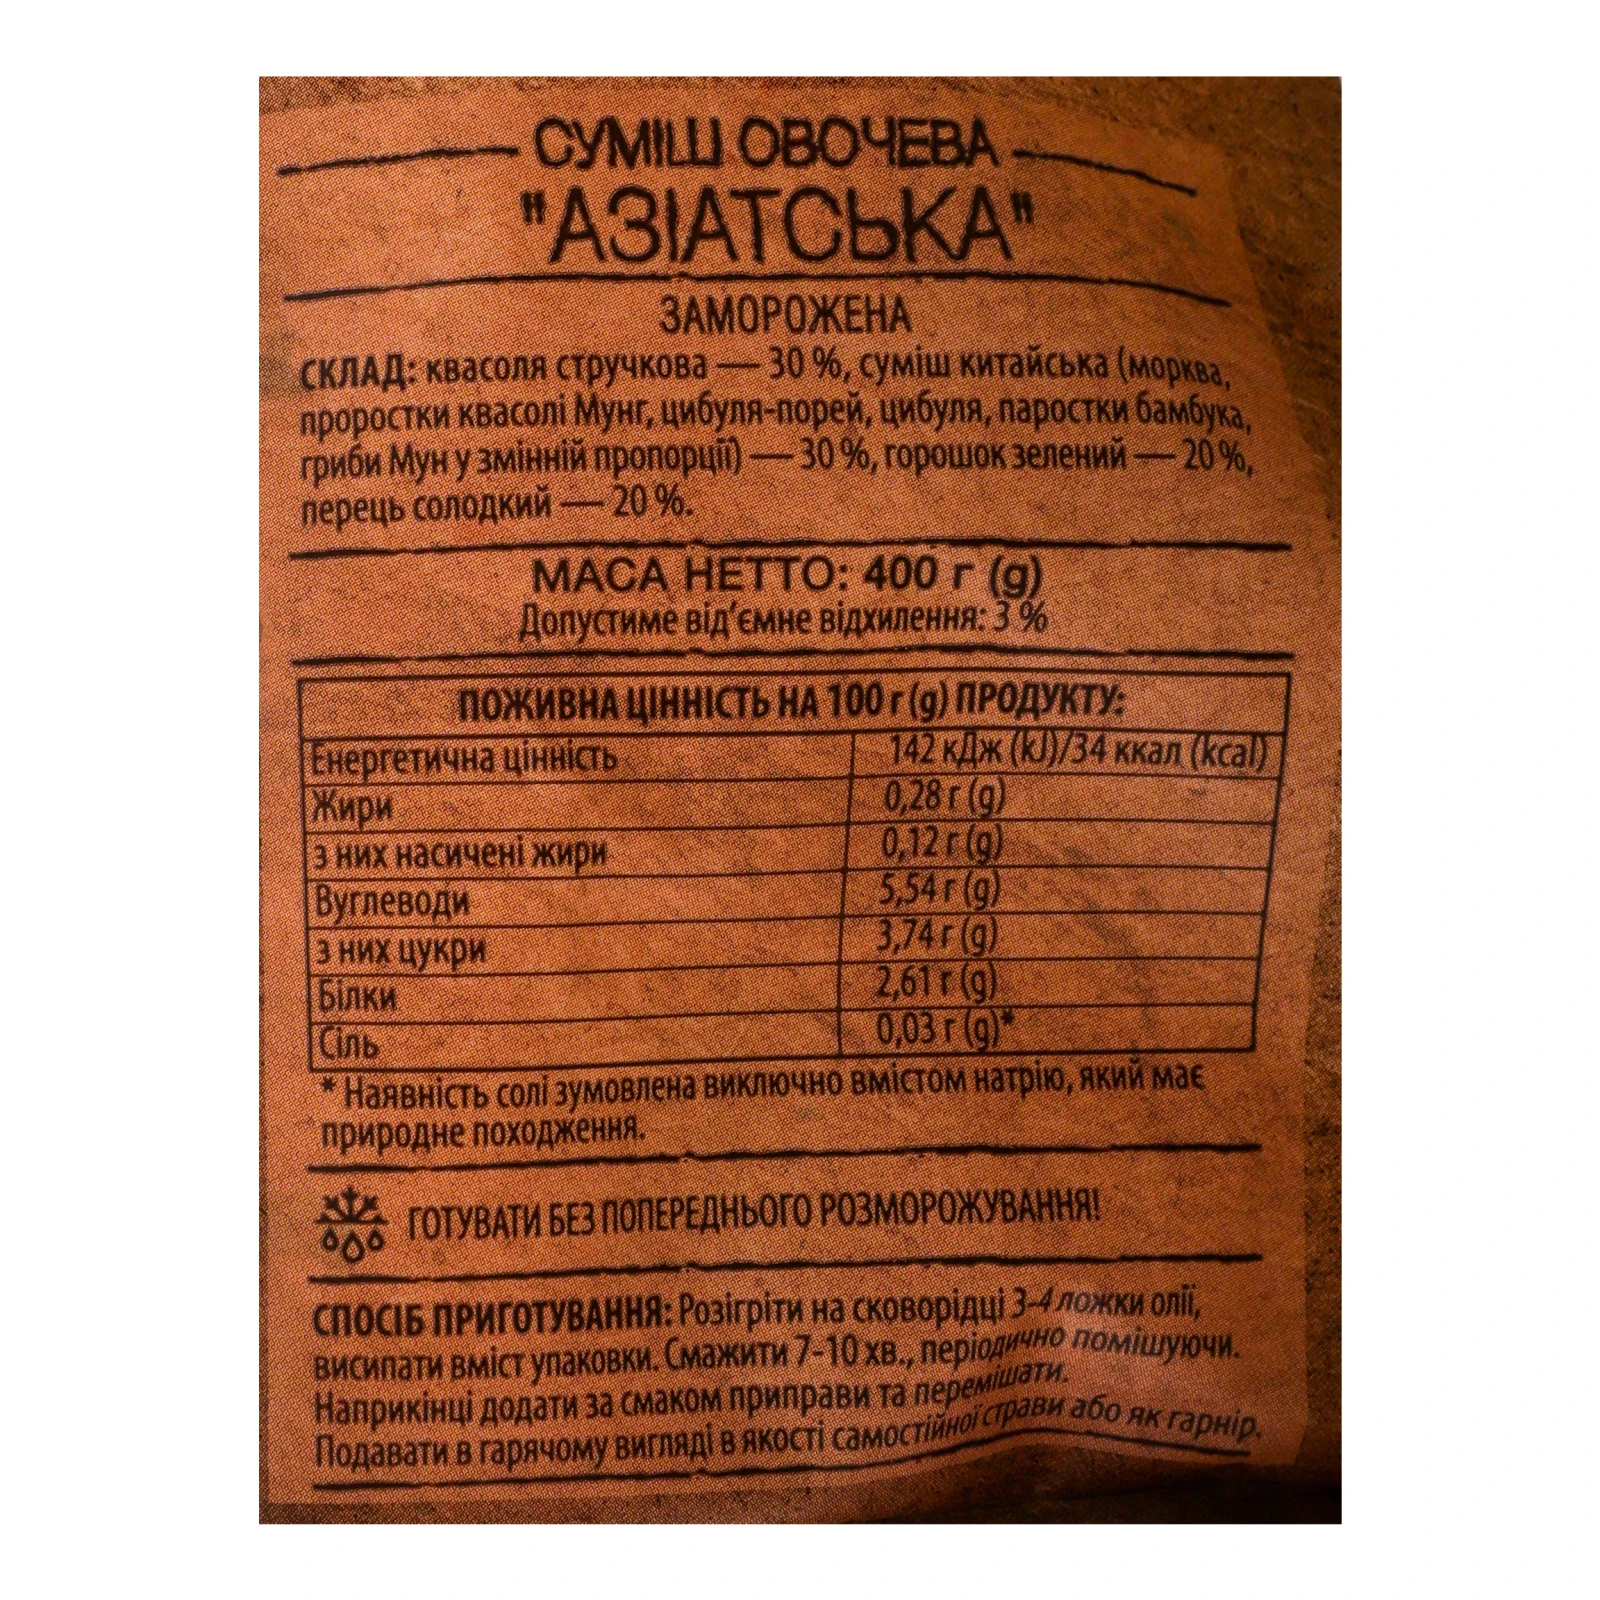 СУМІШ ОВОЧЕВА
"АЗІАТСЬКА"
ЗАМОРОЖЕНА
СКЛАД: квасоля стручкова — 30 %, суміш китайська (морква,
проростки квасолі Мунг, цибуля-порей, цибуля, паростки бамбука,
гриби Мун у змінній пропорції) — 30 %, горошок зелений — 20 %,
перець солодкий — 20 %.
МАСА НЕТТО: 400 г (g)
Допустиме від'ємне відхилення: 3 %
ПОЖИВНА ЦІННІСТЬ НА 100 г (g) ПРОДУКТУ:
Енергетична цінність 142 кДж (kJ)/34 ккал (kcal)
Жири 0,28 г (g)
з них насичені жири 0,12 г (g)
Вуглеводи 5,54 г (g)
з них цукри 3,74 г (g)
Білки 2,61 г (g)
Сіль 0,03 г (g)*
* Наявність солі зумовлена виключно вмістом натрію, який має
природне походження.
ГОТУВАТИ БЕЗ ПОПЕРЕДНЬОГО РОЗМОРОЖУВАННЯ!
СПОСІБ ПРИГОТУВАННЯ: Розігріти на сковорідці 3-4 ложки олії,
висипати вміст упаковки. Смажити 7-10 хв., періодично помішуючи.
Наприкінці додати за смаком приправи та перемішати.
Подавати в гарячому вигляді в якості самостійної страви або як гарнір.